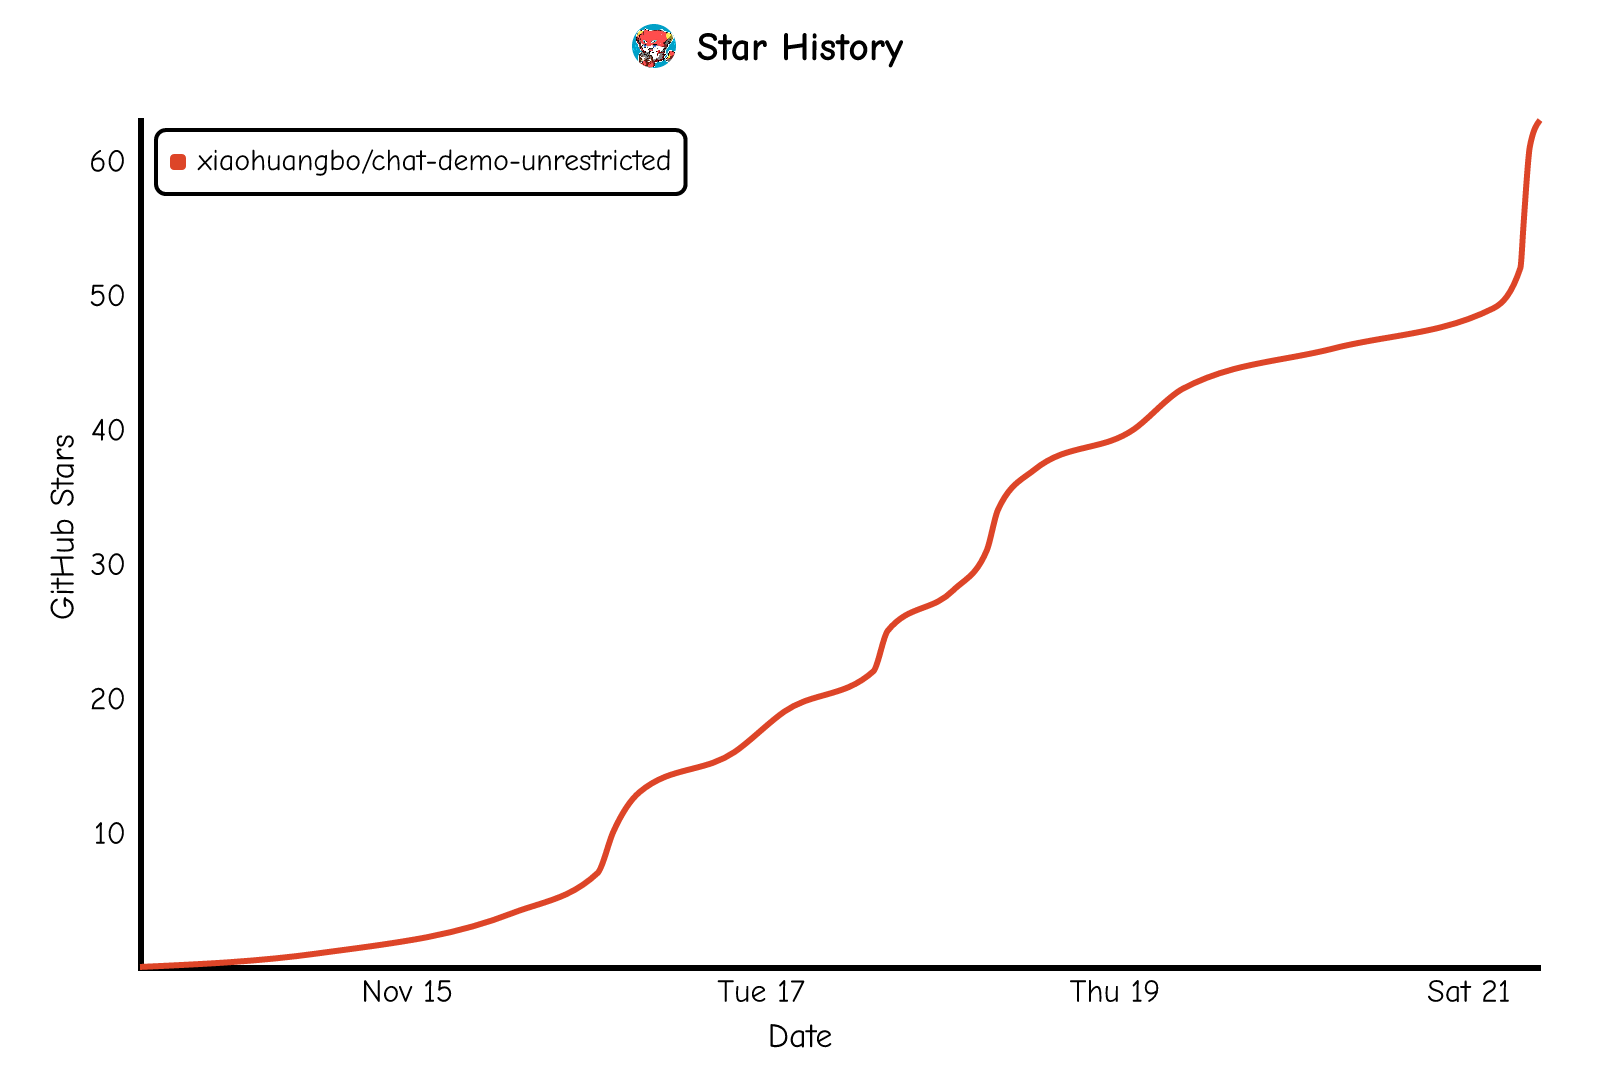 Star History
xiaohuangbo/chat-demo-unrestricted
60
50
40
30
20
10
GitHub Stars
Nov 15
Tue 17
Thu 19
Sat 21
Date